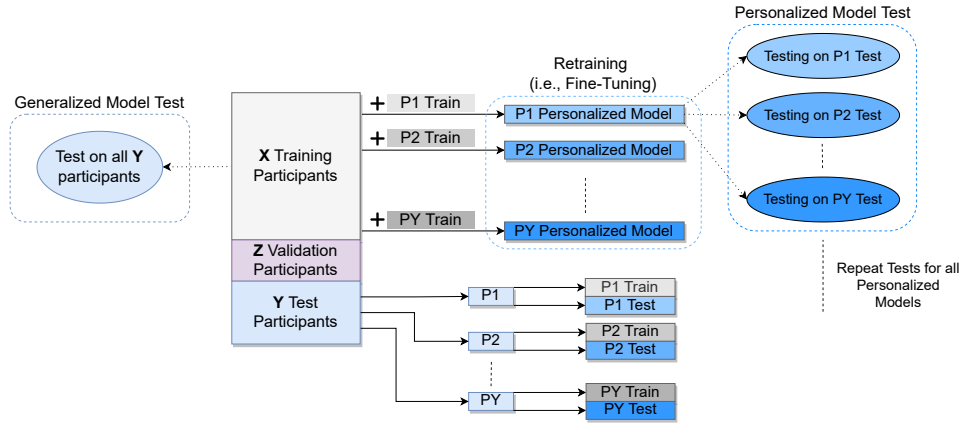 Personalized Model Test
Testing on P1 Test
Testing on P2 Test
Testing on PY Test
Repeat Tests for all
Personalized
Models
Retraining
(i.e., Fine-Tuning)
P1 Personalized Model
P2 Personalized Model
PY Personalized Model
+ P1 Train
+ P2 Train
+ PY Train
Generalized Model Test
Test on all Y
participants
X Training
Participants
Z Validation
Participants
Y Test
Participants
P1
P1 Train
P1 Test
P2
P2 Train
P2 Test
PY
PY Train
PY Test